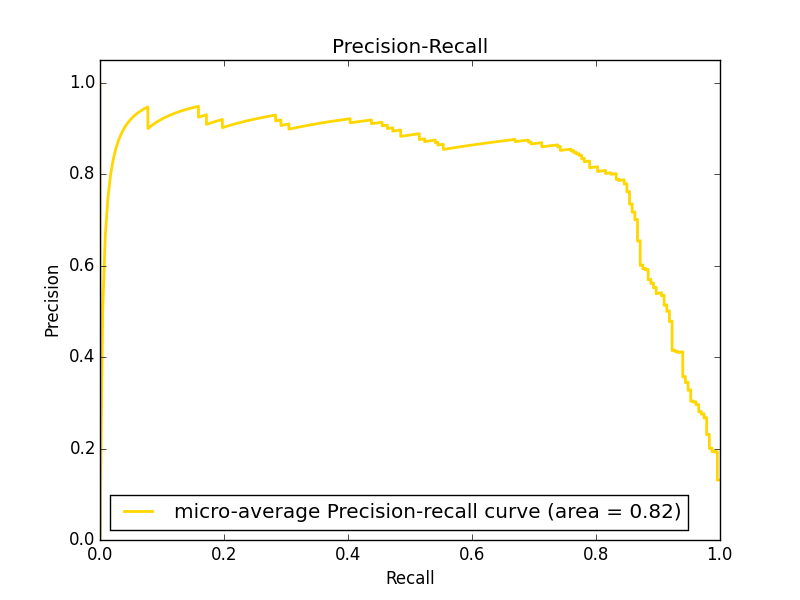 Precision-Recall
1.0
0.8
0.6
0.4
0.2
0.0
Precision
micro-average Precision-recall curve (area = 0.82)
0.0 0.2 0.4 0.6 0.8 1.0
Recall